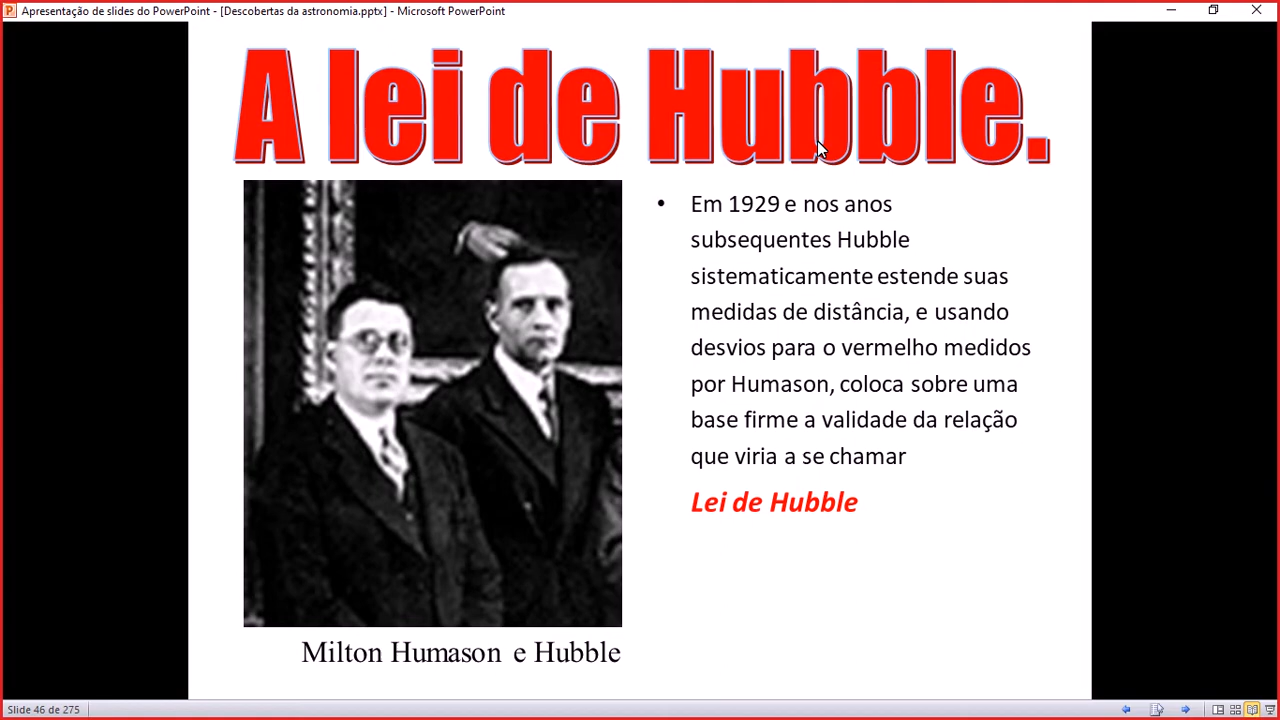 Apresentação de slides do PowerPoint - [Descobertas da astronomia.pptx] - Microsoft PowerPoint
A lei de Hubble.
• Em 1929 e nos anos
subsequentes Hubble
sistematicamente estende suas
medidas de distância, e usando
desvios para o vermelho medidos
por Humason, coloca sobre uma
base firme a validade da relação
que viria a se chamar
Lei de Hubble
Milton Humason e Hubble
Slide 46 de 275